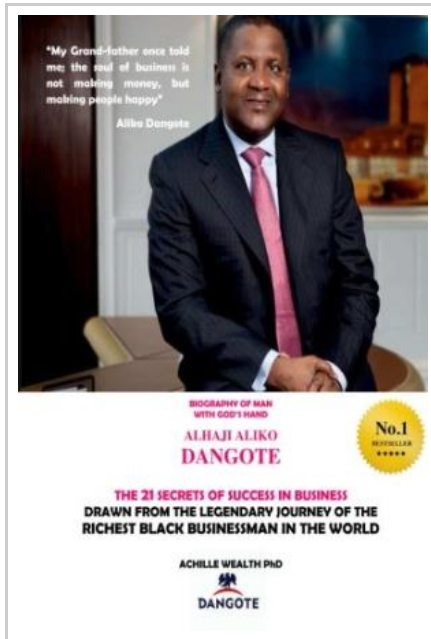 "My Grand-father once told
me; the soul of business is
not making money, but
making people happy"
Aliko Dangote
BIOGRAPHY OF MAN
WITH GOD'S HAND
ALHAJI ALIKO
DANGOTE
No.1
BESTSELLER
THE 21 SECRETS OF SUCCESS IN BUSINESS
DRAWN FROM THE LEGENDARY JOURNEY OF THE
RICHEST BLACK BUSINESSMAN IN THE WORLD
ACHILLE WEALTH PhD
DANGOTE